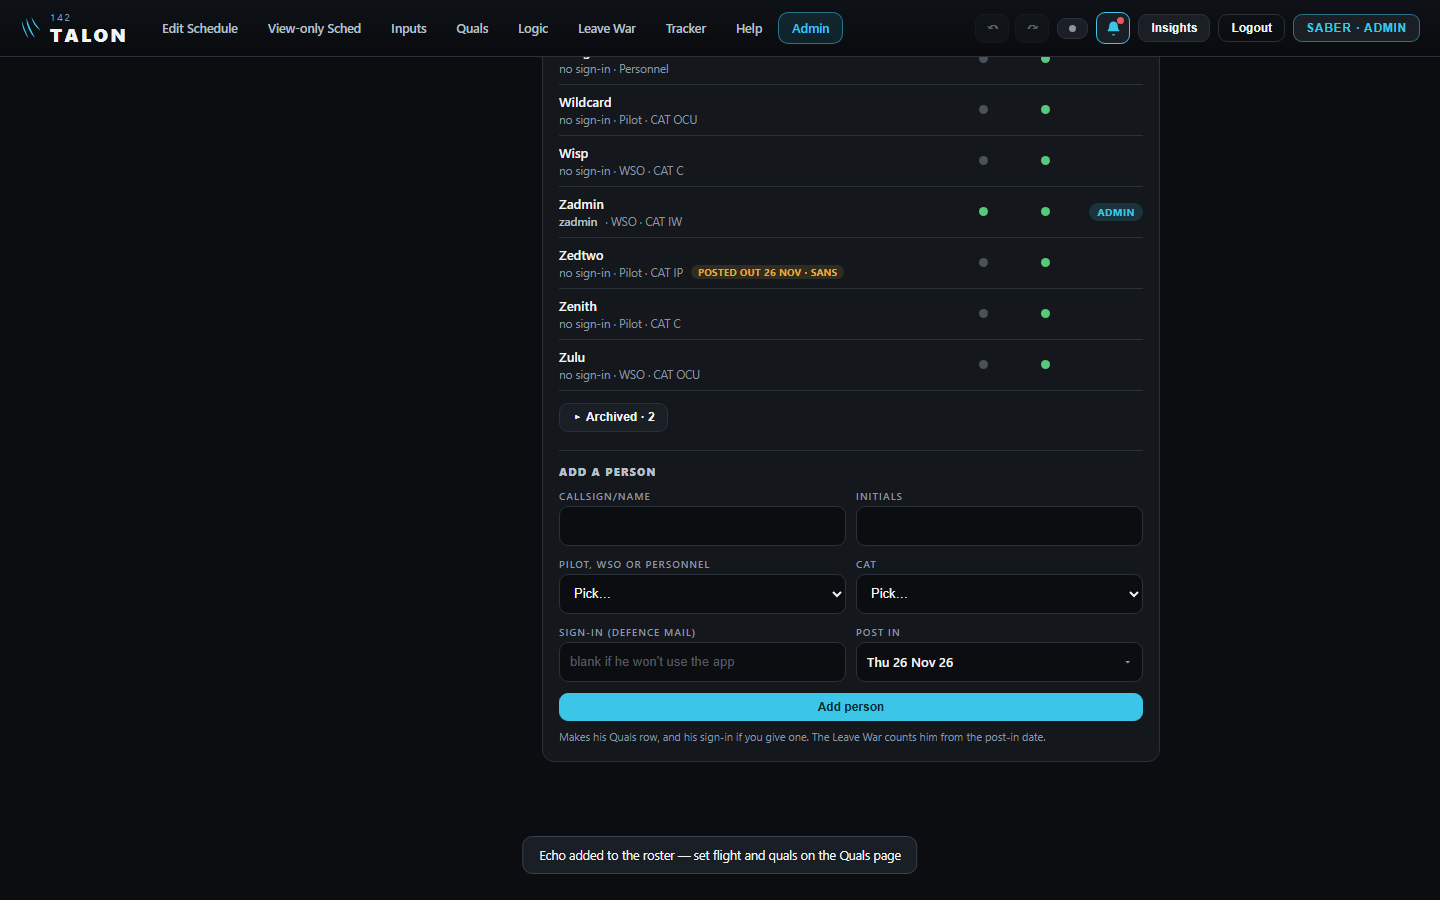 142
TALON
Edit Schedule
View-only Sched
Inputs
Quals
Logic
Leave War
Tracker
Help
Admin
Insights
Logout
SABER · ADMIN
no sign-in · Personnel
Wildcard
no sign-in · Pilot · CAT OCU
Wisp
no sign-in · WSO · CAT C
Zadmin
zadmin · WSO · CAT IW
ADMIN
Zedtwo
no sign-in · Pilot · CAT IP POSTED OUT 26 NOV · SANS
Zenith
no sign-in · Pilot · CAT C
Zulu
no sign-in · WSO · CAT OCU
▸ Archived · 2
ADD A PERSON
CALLSIGN/NAME
INITIALS
PILOT, WSO OR PERSONNEL
CAT
Pick...
Pick...
SIGN-IN (DEFENCE MAIL)
POST IN
blank if he won't use the app
Thu 26 Nov 26
Add person
Makes his Quals row, and his sign-in if you give one. The Leave War counts him from the post-in date.
Echo added to the roster — set flight and quals on the Quals page